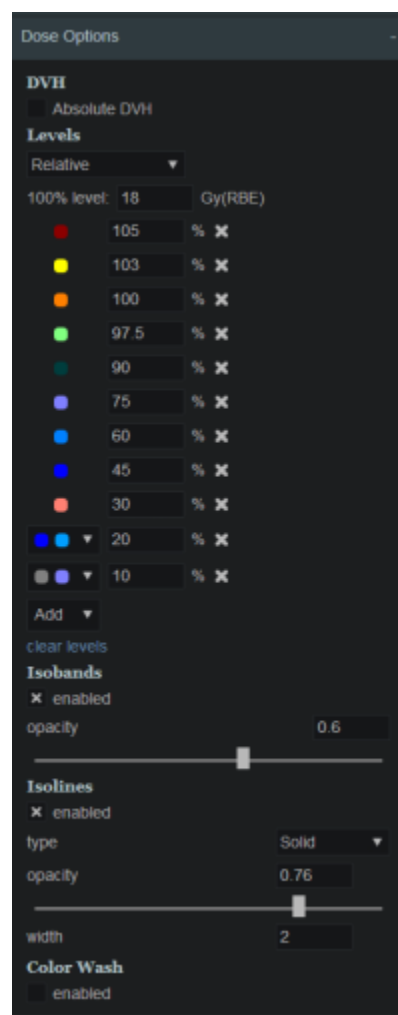 Dose Options -
DVH
Absolute DVH
Levels
Relative
100% level: 18 Gy(RBE)
105 %
103 %
100 %
97.5 %
90 %
75 %
60 %
45 %
30 %
20 %
10 %
Add
clear levels
Isobands
enabled
opacity 0.6
Isolines
enabled
type Solid
opacity 0.76
width 2
Color Wash
enabled